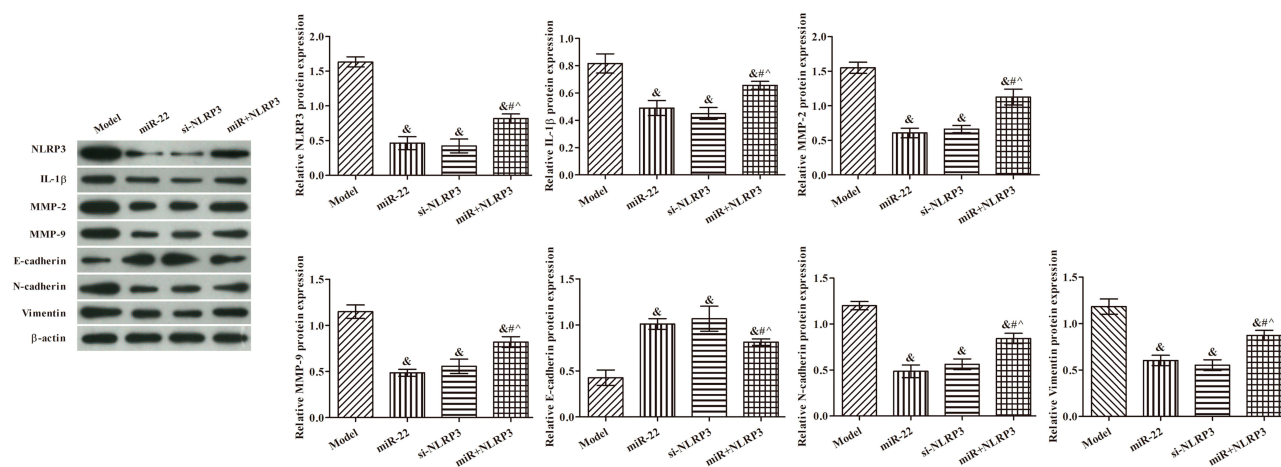 Model miR-22 si-NLRP3 miR+NLRP3
NLRP3
IL-1β
MMP-2
MMP-9
E-cadherin
N-cadherin
Vimentin
β-actin
Relative NLRP3 protein expression
2.0
1.5
1.0
0.5
0.0
& & &#^
Model miR-22 si-NLRP3 miR+NLRP3
Relative IL-1β protein expression
1.0
0.8
0.6
0.4
0.2
0.0
& & &#^
Model miR-22 si-NLRP3 miR+NLRP3
Relative MMP-2 protein expression
2.0
1.5
1.0
0.5
0.0
& & &#^
Model miR-22 si-NLRP3 miR+NLRP3
Relative MMP-9 protein expression
1.5
1.0
0.5
0.0
& & &#^
Model miR-22 si-NLRP3 miR+NLRP3
Relative E-cadherin protein expression
1.5
1.0
0.5
0.0
& & &#^
Model miR-22 si-NLRP3 miR+NLRP3
Relative N-cadherin protein expression
1.5
1.0
0.5
0.0
& & &#^
Model miR-22 si-NLRP3 miR+NLRP3
Relative Vimentin protein expression
1.5
1.0
0.5
0.0
& & &#^
Model miR-22 si-NLRP3 miR+NLRP3